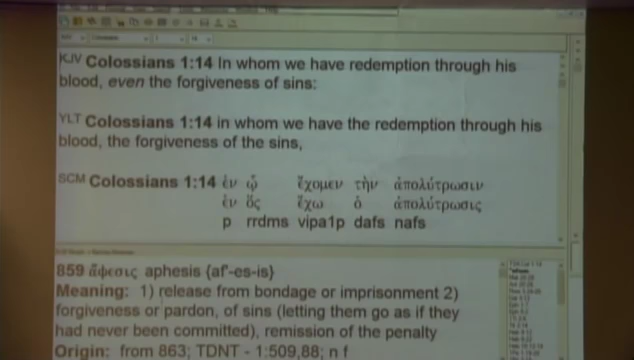 KJV Colossians 1:14 In whom we have redemption through his
blood, even the forgiveness of sins:
YLT Colossians 1:14 in whom we have the redemption through his
blood, the forgiveness of the sins,
SCM Colossians 1:14 ἐν ᾧ ἔχομεν τὴν ἀπολύτρωσιν
ἐν ὅς ἔχω ὁ ἀπολύτρωσις
p rrdms vipa1p dafs nafs
859 ἄφεσις aphesis {af'-es-is}
Meaning: 1) release from bondage or imprisonment 2)
forgiveness or pardon, of sins (letting them go as if they
had never been committed), remission of the penalty
Origin: from 863; TDNT - 1:509,88; n f